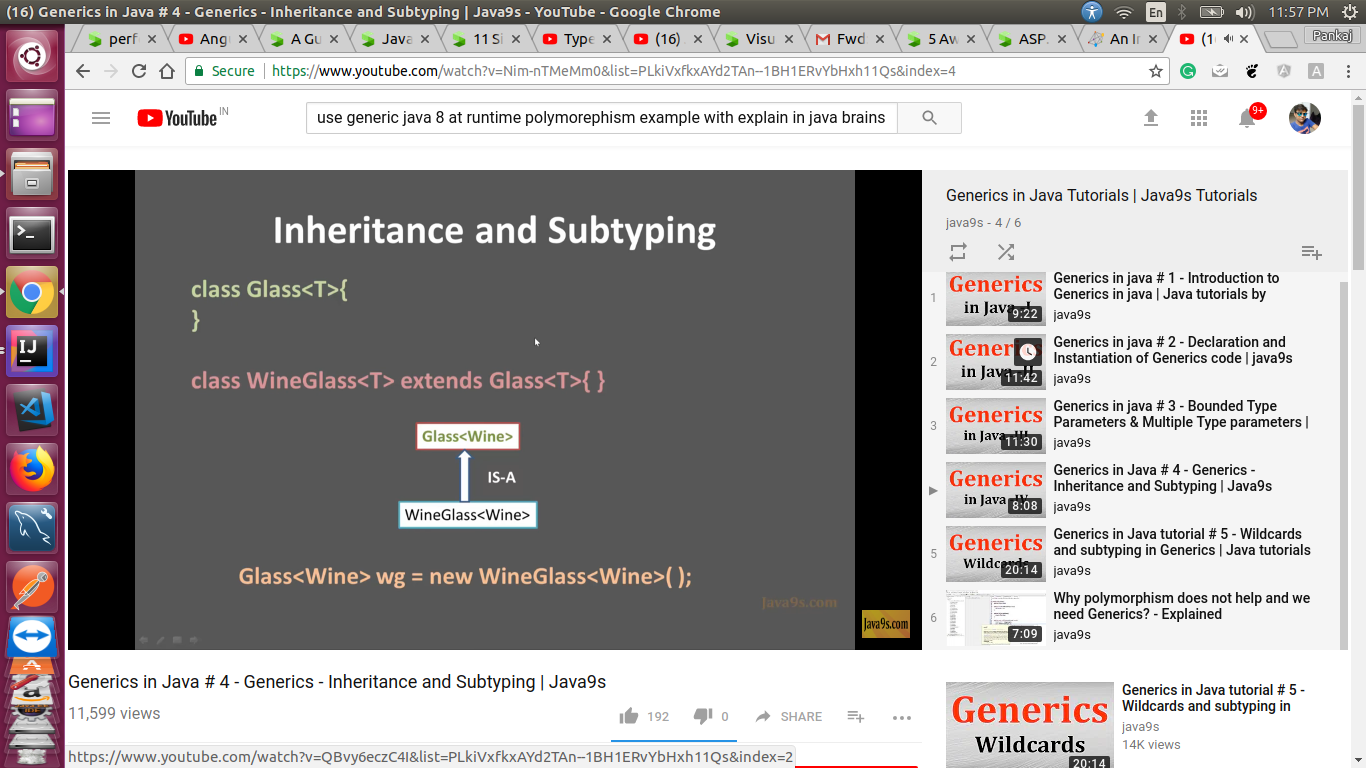 (16) Generics in Java # 4 - Generics - Inheritance and Subtyping | Java9s - YouTube - Google Chrome
En
11:57 PM
perf
Ang
A Gu
Java
11 Si
Type
(16)
Visu
Fwd
5 Aw
ASP.
An Ir
(1
Pankaj
Secure
https://www.youtube.com/watch?v=Nim-nTMeMm0&list=PLkiVxfkxAYd2TAn--1BH1ERvYbHxh11Qs&index=4
YouTube IN
use generic java 8 at runtime polymorephism example with explain in java brains
9+
Inheritance and Subtyping
class Glass<T>{
}
class WineGlass<T> extends Glass<T>{ }
Glass<Wine>
IS-A
WineGlass<Wine>
Glass<Wine> wg = new WineGlass<Wine>( );
Java9s.com
Java9s.com
Generics in Java Tutorials | Java9s Tutorials
java9s - 4 / 6
1
Generics
in Java
9:22
Generics in java # 1 - Introduction to
Generics in java | Java tutorials by
java9s
2
in Java
11:42
Generics in java # 2 - Declaration and
Instantiation of Generics code | java9s
java9s
3
Generics
in Java
11:30
Generics in java # 3 - Bounded Type
Parameters & Multiple Type parameters |
java9s
Generics
in Java
8:08
Generics in Java # 4 - Generics -
Inheritance and Subtyping | Java9s
java9s
5
Generics
20:14
Generics in Java tutorial # 5 - Wildcards
and subtyping in Generics | Java tutorials
java9s
6
7:09
Why polymorphism does not help and we
need Generics? - Explained
java9s
Generics in Java # 4 - Generics - Inheritance and Subtyping | Java9s
11,599 views
192
0
SHARE
Generics
Wildcards
20:14
Generics in Java tutorial # 5 -
Wildcards and subtyping in
java9s
14K views
https://www.youtube.com/watch?v=QBvy6eczC4I&list=PLkiVxfkxAYd2TAn--1BH1ERvYbHxh11Qs&index=2